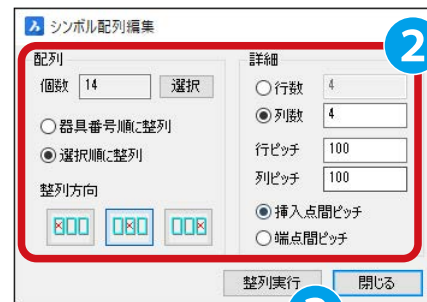 シンボル配列編集
2
配列
個数 14 選択
器具番号順に整列
選択順に整列
整列方向
詳細
行数 4
列数 4
行ピッチ 100
列ピッチ 100
挿入点間ピッチ
端点間ピッチ
整列実行 閉じる